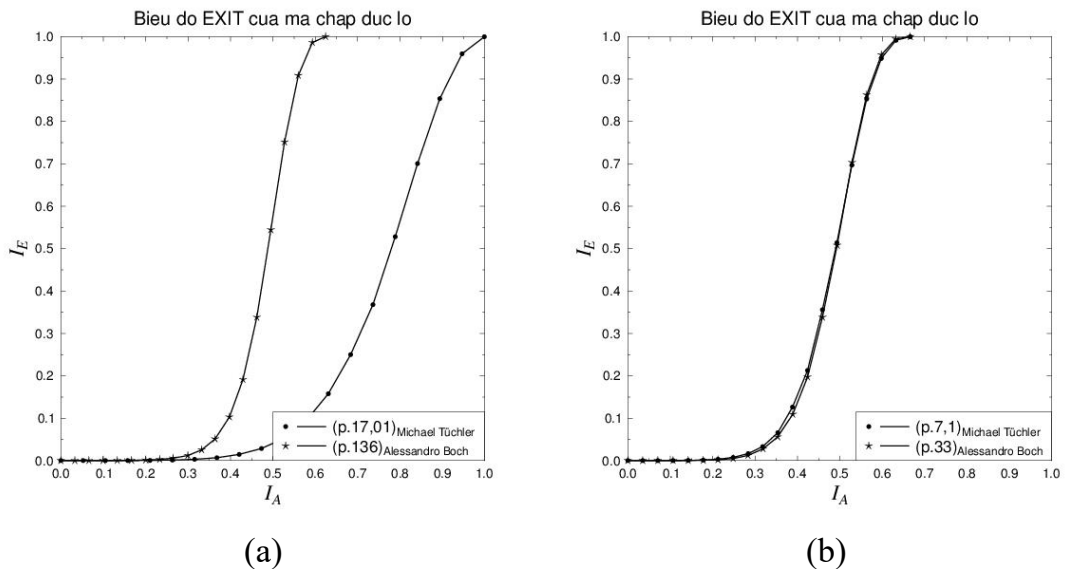 Bieu do EXIT cua ma chap duc lo
1.0
0.9
0.8
0.7
0.6
0.5
0.4
0.3
0.2
0.1
0.0
I_E
(p.17,01)Michael Tüchler
(p.136)Alessandro Boch
0.0 0.1 0.2 0.3 0.4 0.5 0.6 0.7 0.8 0.9 1.0
I_A
(a)
Bieu do EXIT cua ma chap duc lo
1.0
0.9
0.8
0.7
0.6
0.5
0.4
0.3
0.2
0.1
0.0
I_E
(p.7,1)Michael Tüchler
(p.33)Alessandro Boch
0.0 0.1 0.2 0.3 0.4 0.5 0.6 0.7 0.8 0.9 1.0
I_A
(b)